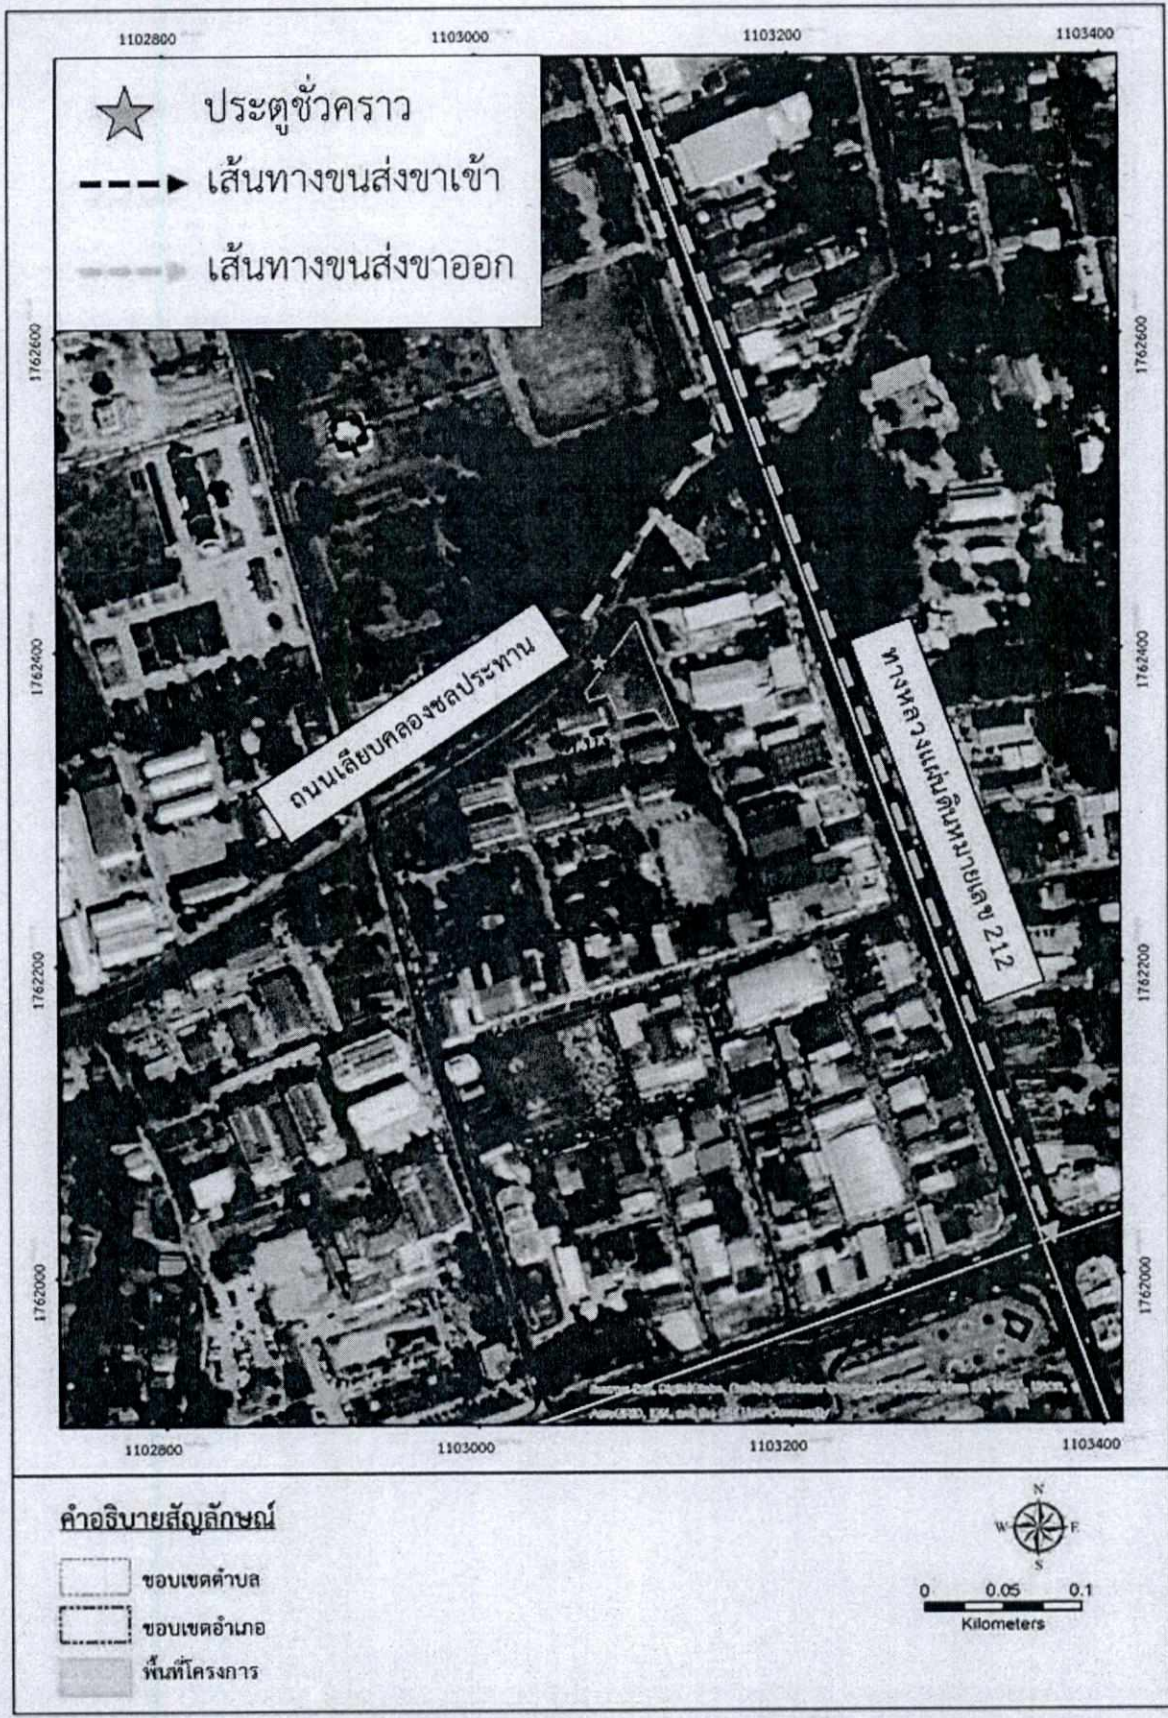 1102800 1103000 1103200 1103400
ประตูชั่วคราว
เส้นทางขนส่งขาเข้า
เส้นทางขนส่งขาออก
1762600 1762600
1762400 1762400
ถนนเลียบคลองชลประทาน
ทางหลวงแผ่นดินหมายเลข 212
1762200 1762200
1762000 1762000
1102800 1103000 1103200 1103400
คำอธิบายสัญลักษณ์
ขอบเขตตำบล
ขอบเขตอำเภอ
พื้นที่โครงการ
N
W E
S
0 0.05 0.1
Kilometers